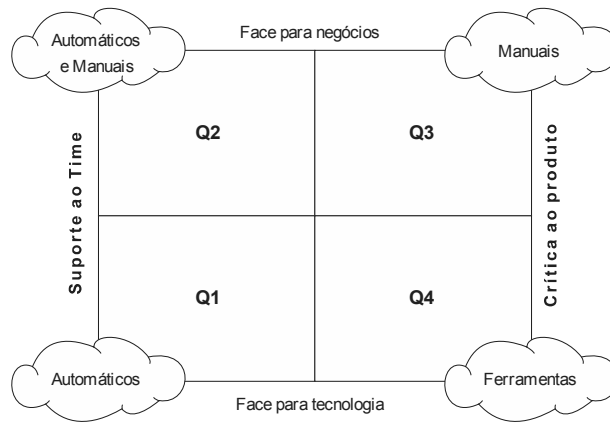 Automáticos
e Manuais
Face para negócios
Manuais
Q2
Q3
Suporte ao Time
Crítica ao produto
Q1
Q4
Automáticos
Face para tecnologia
Ferramentas